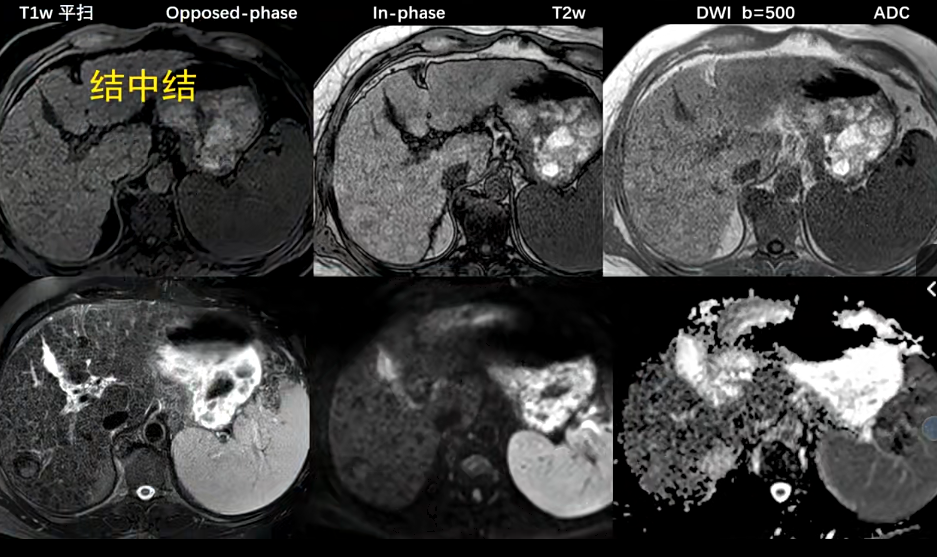 T1w 平扫 Opposed-phase In-phase T2w DWI b=500 ADC
结中结